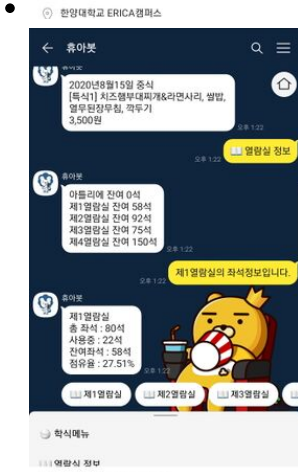 한양대학교 ERICA캠퍼스
휴아봇
휴아봇
2020년8월15일 중식
[특식1] 치즈햄부대찌개&라면사리, 쌀밥,
열무된장무침, 깍두기
3,500원
오후 1:22
열람실 정보
오후 1:22
휴아봇
아뜰리에 잔여 0석
제1열람실 잔여 58석
제2열람실 잔여 92석
제3열람실 잔여 75석
제4열람실 잔여 150석
오후 1:22
제1열람실의 좌석정보입니다.
오후 1:22
휴아봇
제1열람실
총 좌석 : 80석
사용중 : 22석
잔여좌석 : 58석
점유율 : 27.51%
오후 1:22
제1열람실
제2열람실
제3열람실
학식메뉴
열람실 정보